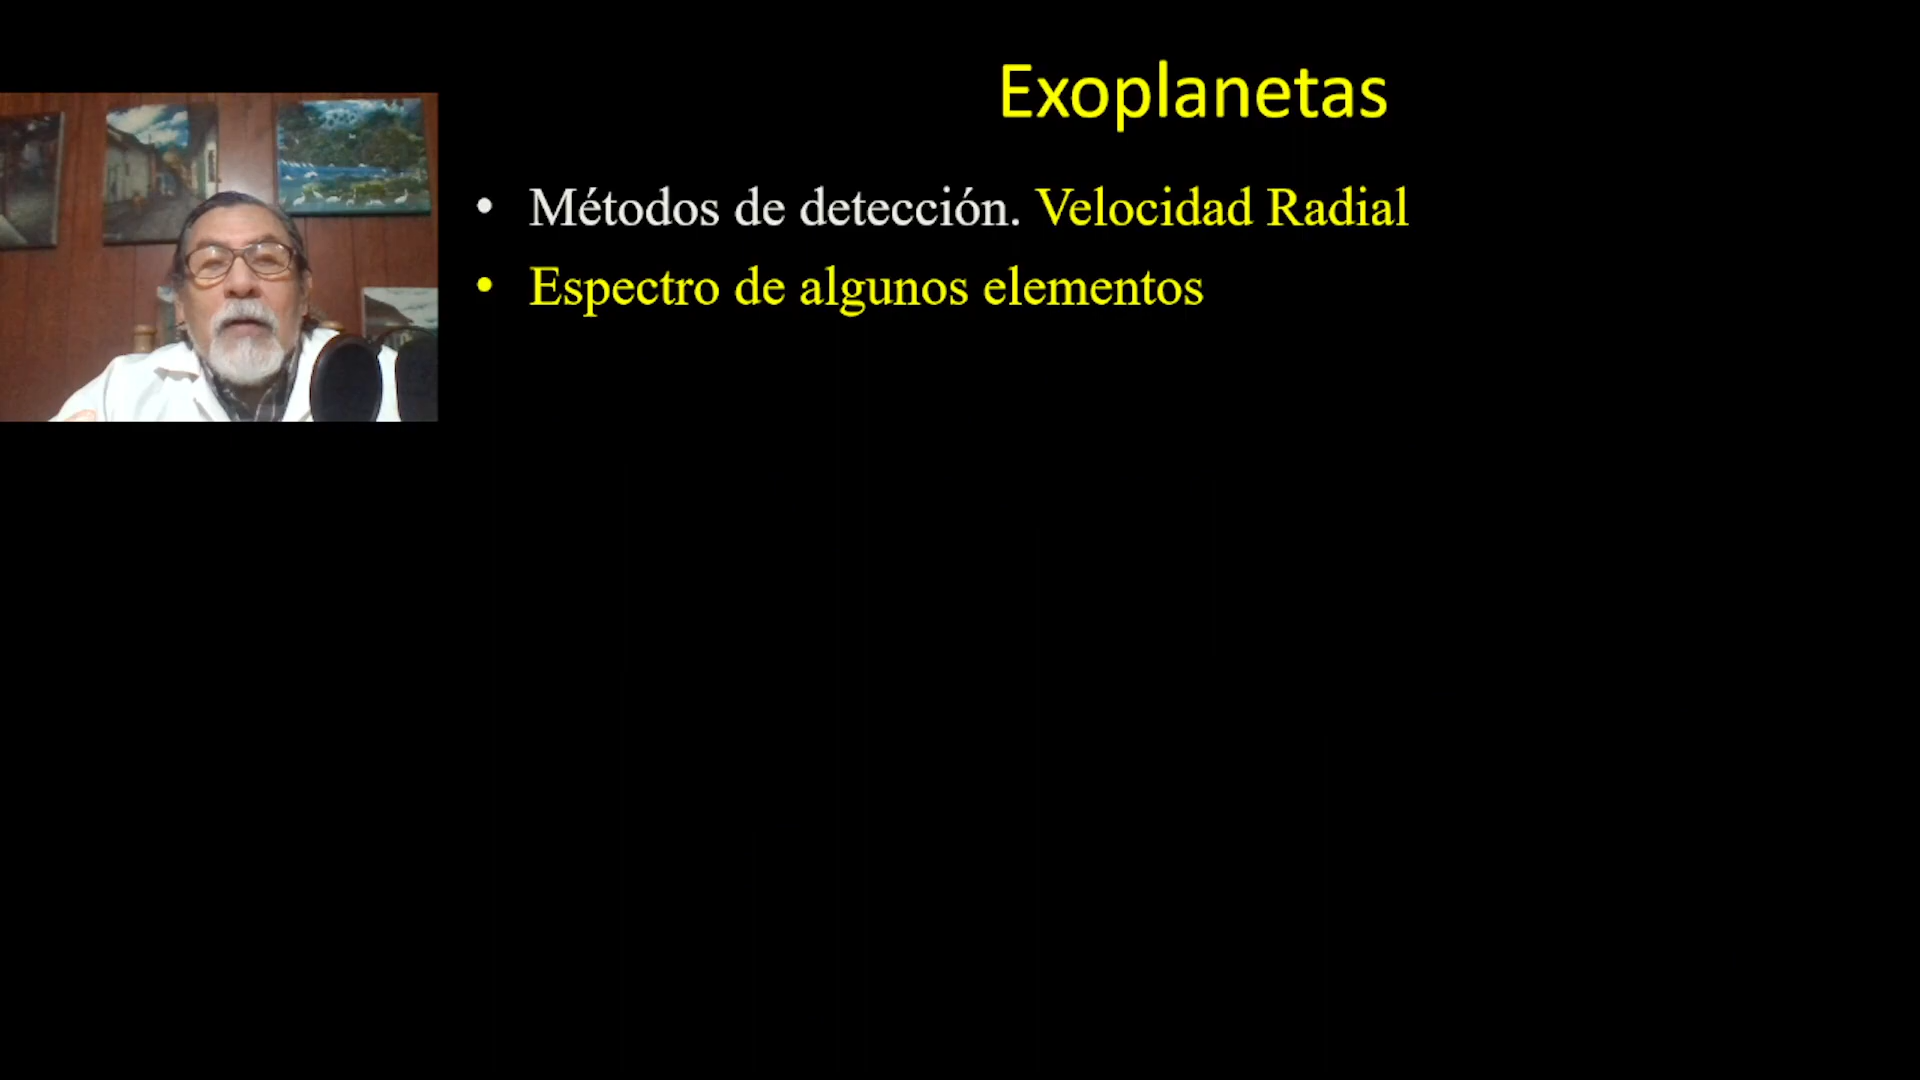 Exoplanetas
• Métodos de detección. Velocidad Radial
• Espectro de algunos elementos